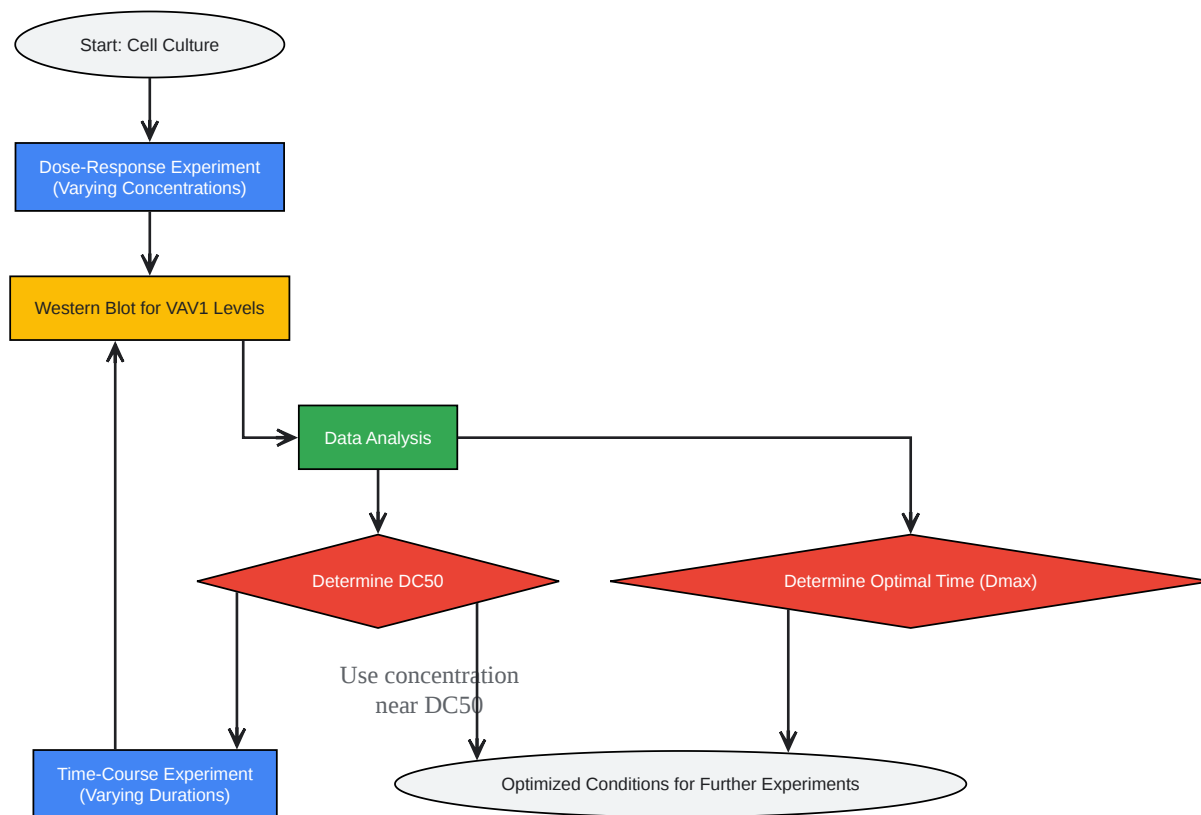 Start: Cell Culture
Dose-Response Experiment
(Varying Concentrations)
Western Blot for VAV1 Levels
Data Analysis
Determine DC50
Determine Optimal Time (Dmax)
Use concentration
near DC50
Time-Course Experiment
(Varying Durations)
Optimized Conditions for Further Experiments